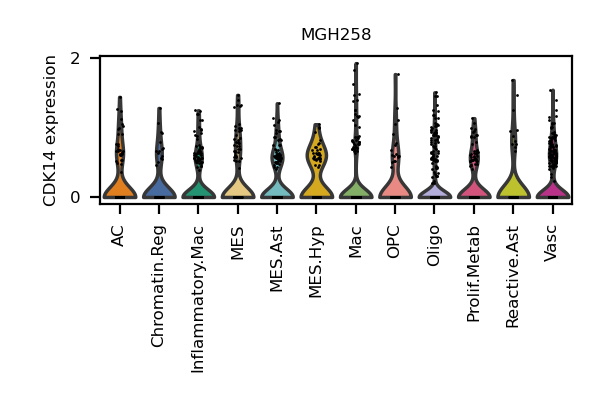 MGH258
CDK14 expression
2
0
AC
Chromatin.Reg
Inflammatory.Mac
MES
MES.Ast
MES.Hyp
Mac
OPC
Oligo
Prolif.Metab
Reactive.Ast
Vasc